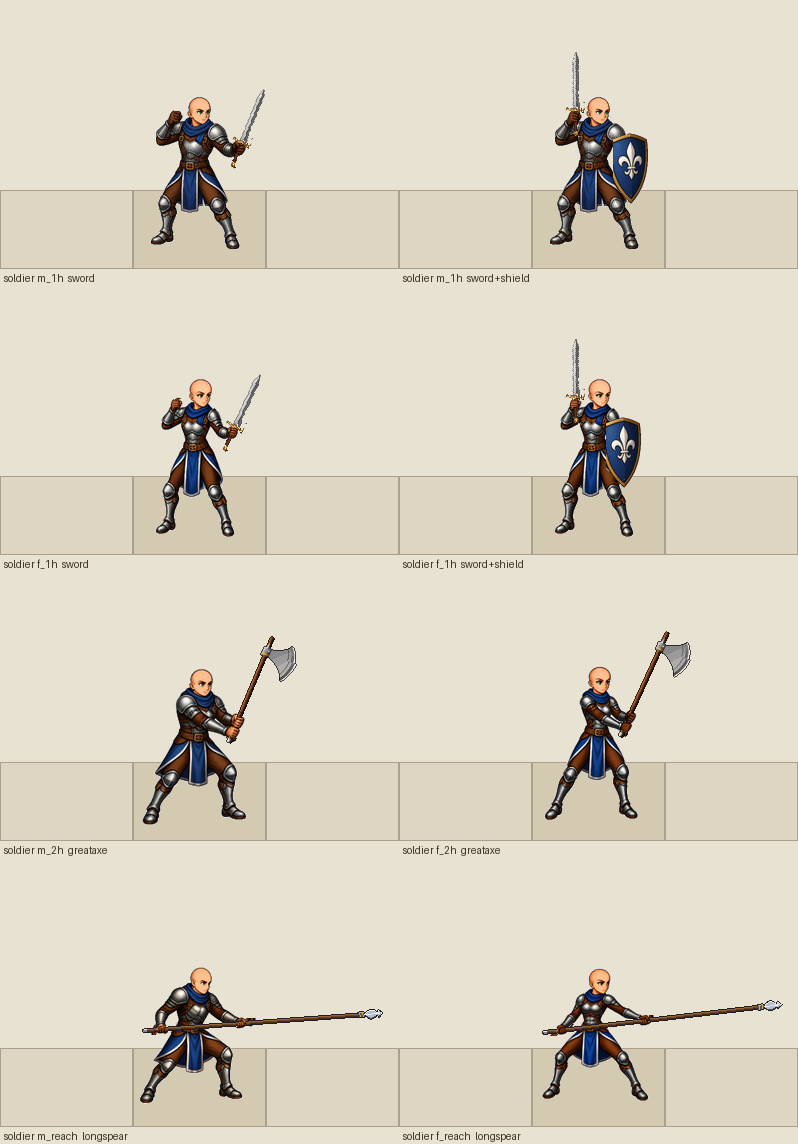 soldier m_1h sword
soldier m_1h sword+shield
soldier f_1h sword
soldier f_1h sword+shield
soldier m_2h greataxe
soldier f_2h greataxe
soldier m_reach longspear
soldier f_reach longspear